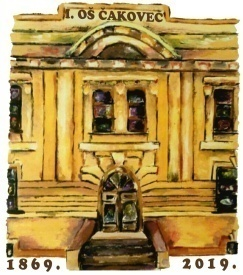 I. OŠ ČAKOVEC
1869. 2019.